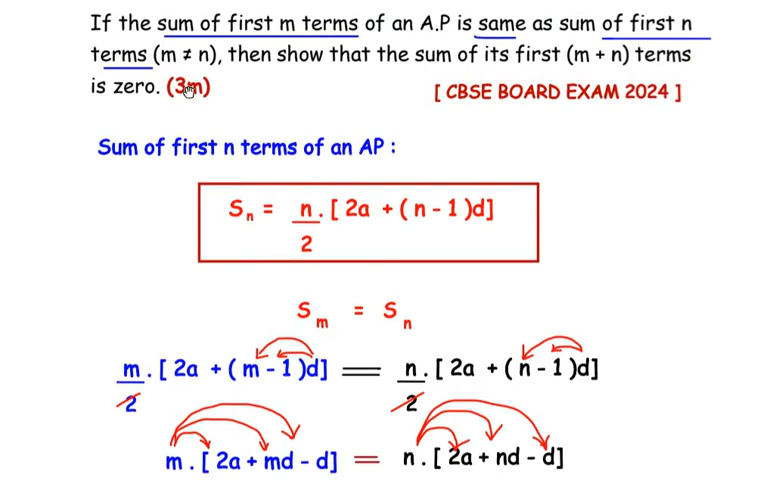 If the sum of first m terms of an A.P is same as sum of first n
terms (m ≠ n), then show that the sum of its first (m + n) terms
is zero. (3m) [ CBSE BOARD EXAM 2024 ]
Sum of first n terms of an AP :
Sₙ = n/2 . [ 2a + ( n - 1 )d]
Sₘ = Sₙ
m/2 . [ 2a + ( m - 1 )d] = n/2 . [ 2a + ( n - 1 )d]
m . [ 2a + md - d] = n . [ 2a + nd - d]